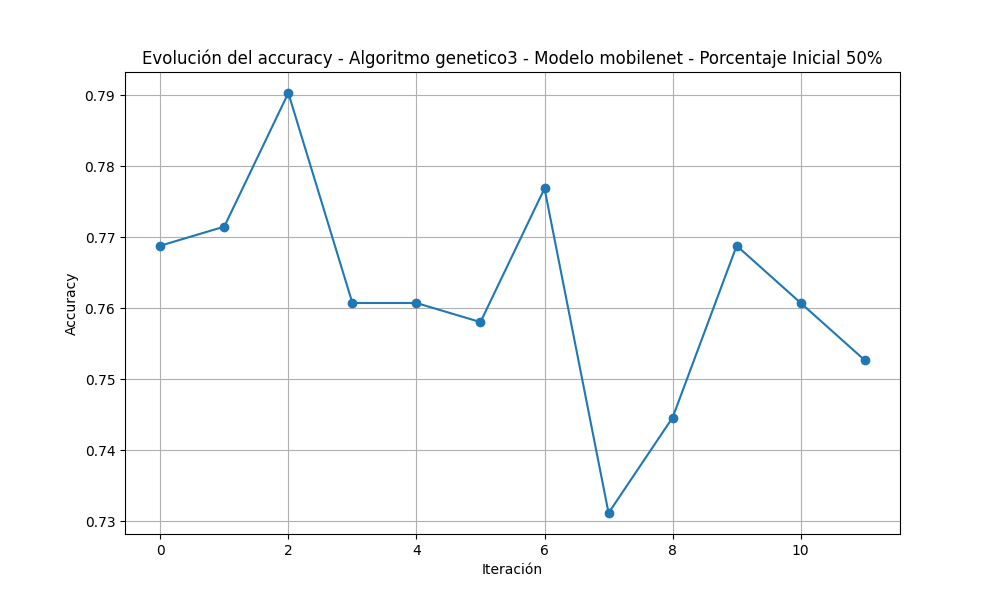 Evolución del accuracy - Algoritmo genetico3 - Modelo mobilenet - Porcentaje Inicial 50%
0.79
0.78
0.77
0.76
0.75
0.74
0.73
Accuracy
0 2 4 6 8 10
Iteración